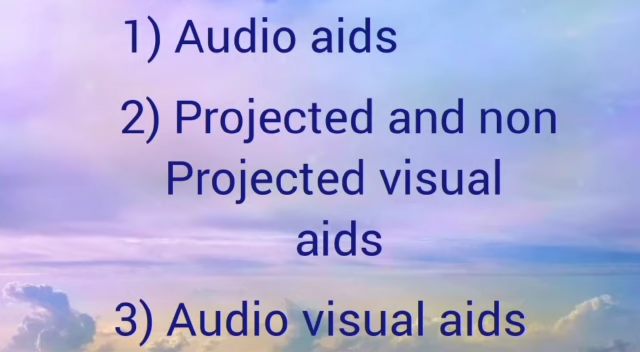 1) Audio aids
2) Projected and non
Projected visual
aids
3) Audio visual aids